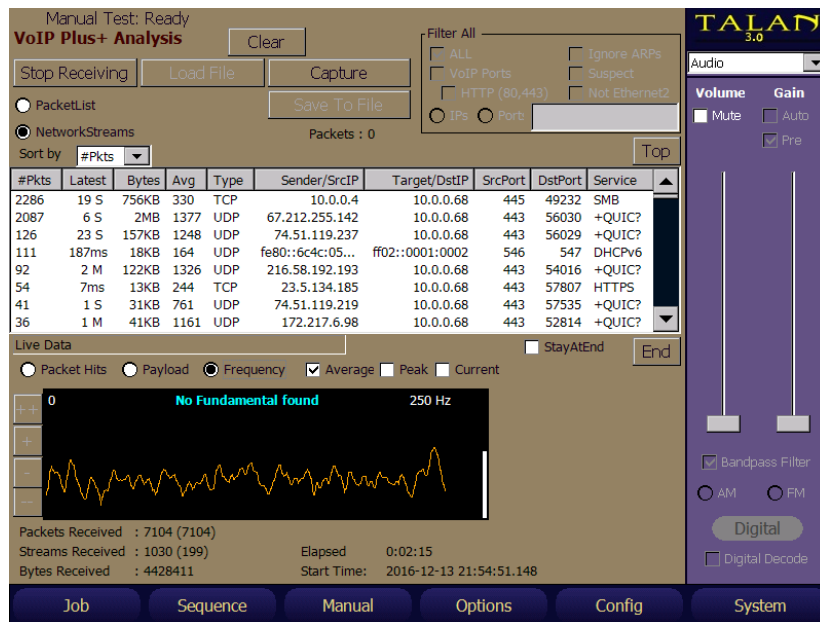 Manual Test: Ready
VoIP Plus+ Analysis
Clear
Stop Receiving
Load File
Capture
PacketList
Save To File
NetworkStreams
Packets : 0
Sort by #Pkts
Filter All
ALL
Ignore ARPs
VoIP Ports
Suspect
HTTP (80,443)
Not Ethernet2
IPs
Port:
Top
#Pkts Latest Bytes Avg Type Sender/SrcIP Target/DstIP SrcPort DstPort Service
2286 19 S 756KB 330 TCP 10.0.0.4 10.0.0.68 445 49232 SMB
2087 6 S 2MB 1377 UDP 67.212.255.142 10.0.0.68 443 56030 +QUIC?
126 23 S 157KB 1248 UDP 74.51.119.237 10.0.0.68 443 56029 +QUIC?
111 187ms 18KB 164 UDP fe80::6c4c:05... ff02::0001:0002 546 547 DHCPv6
92 2 M 122KB 1326 UDP 216.58.192.193 10.0.0.68 443 54016 +QUIC?
54 7ms 13KB 244 TCP 23.5.134.185 10.0.0.68 443 57807 HTTPS
41 1 S 31KB 761 UDP 74.51.119.219 10.0.0.68 443 57535 +QUIC?
36 1 M 41KB 1161 UDP 172.217.6.98 10.0.0.68 443 52814 +QUIC?
Live Data
StayAtEnd
End
Packet Hits Payload Frequency Average Peak Current
++
+
-
--
0 No Fundamental found 250 Hz
Packets Received : 7104 (7104)
Streams Received : 1030 (199) Elapsed 0:02:15
Bytes Received : 4428411 Start Time: 2016-12-13 21:54:51.148
TALAN
3.0
Audio
Volume Gain
Mute Auto
Pre
Bandpass Filter
AM FM
Digital
Digital Decode
Job Sequence Manual Options Config System